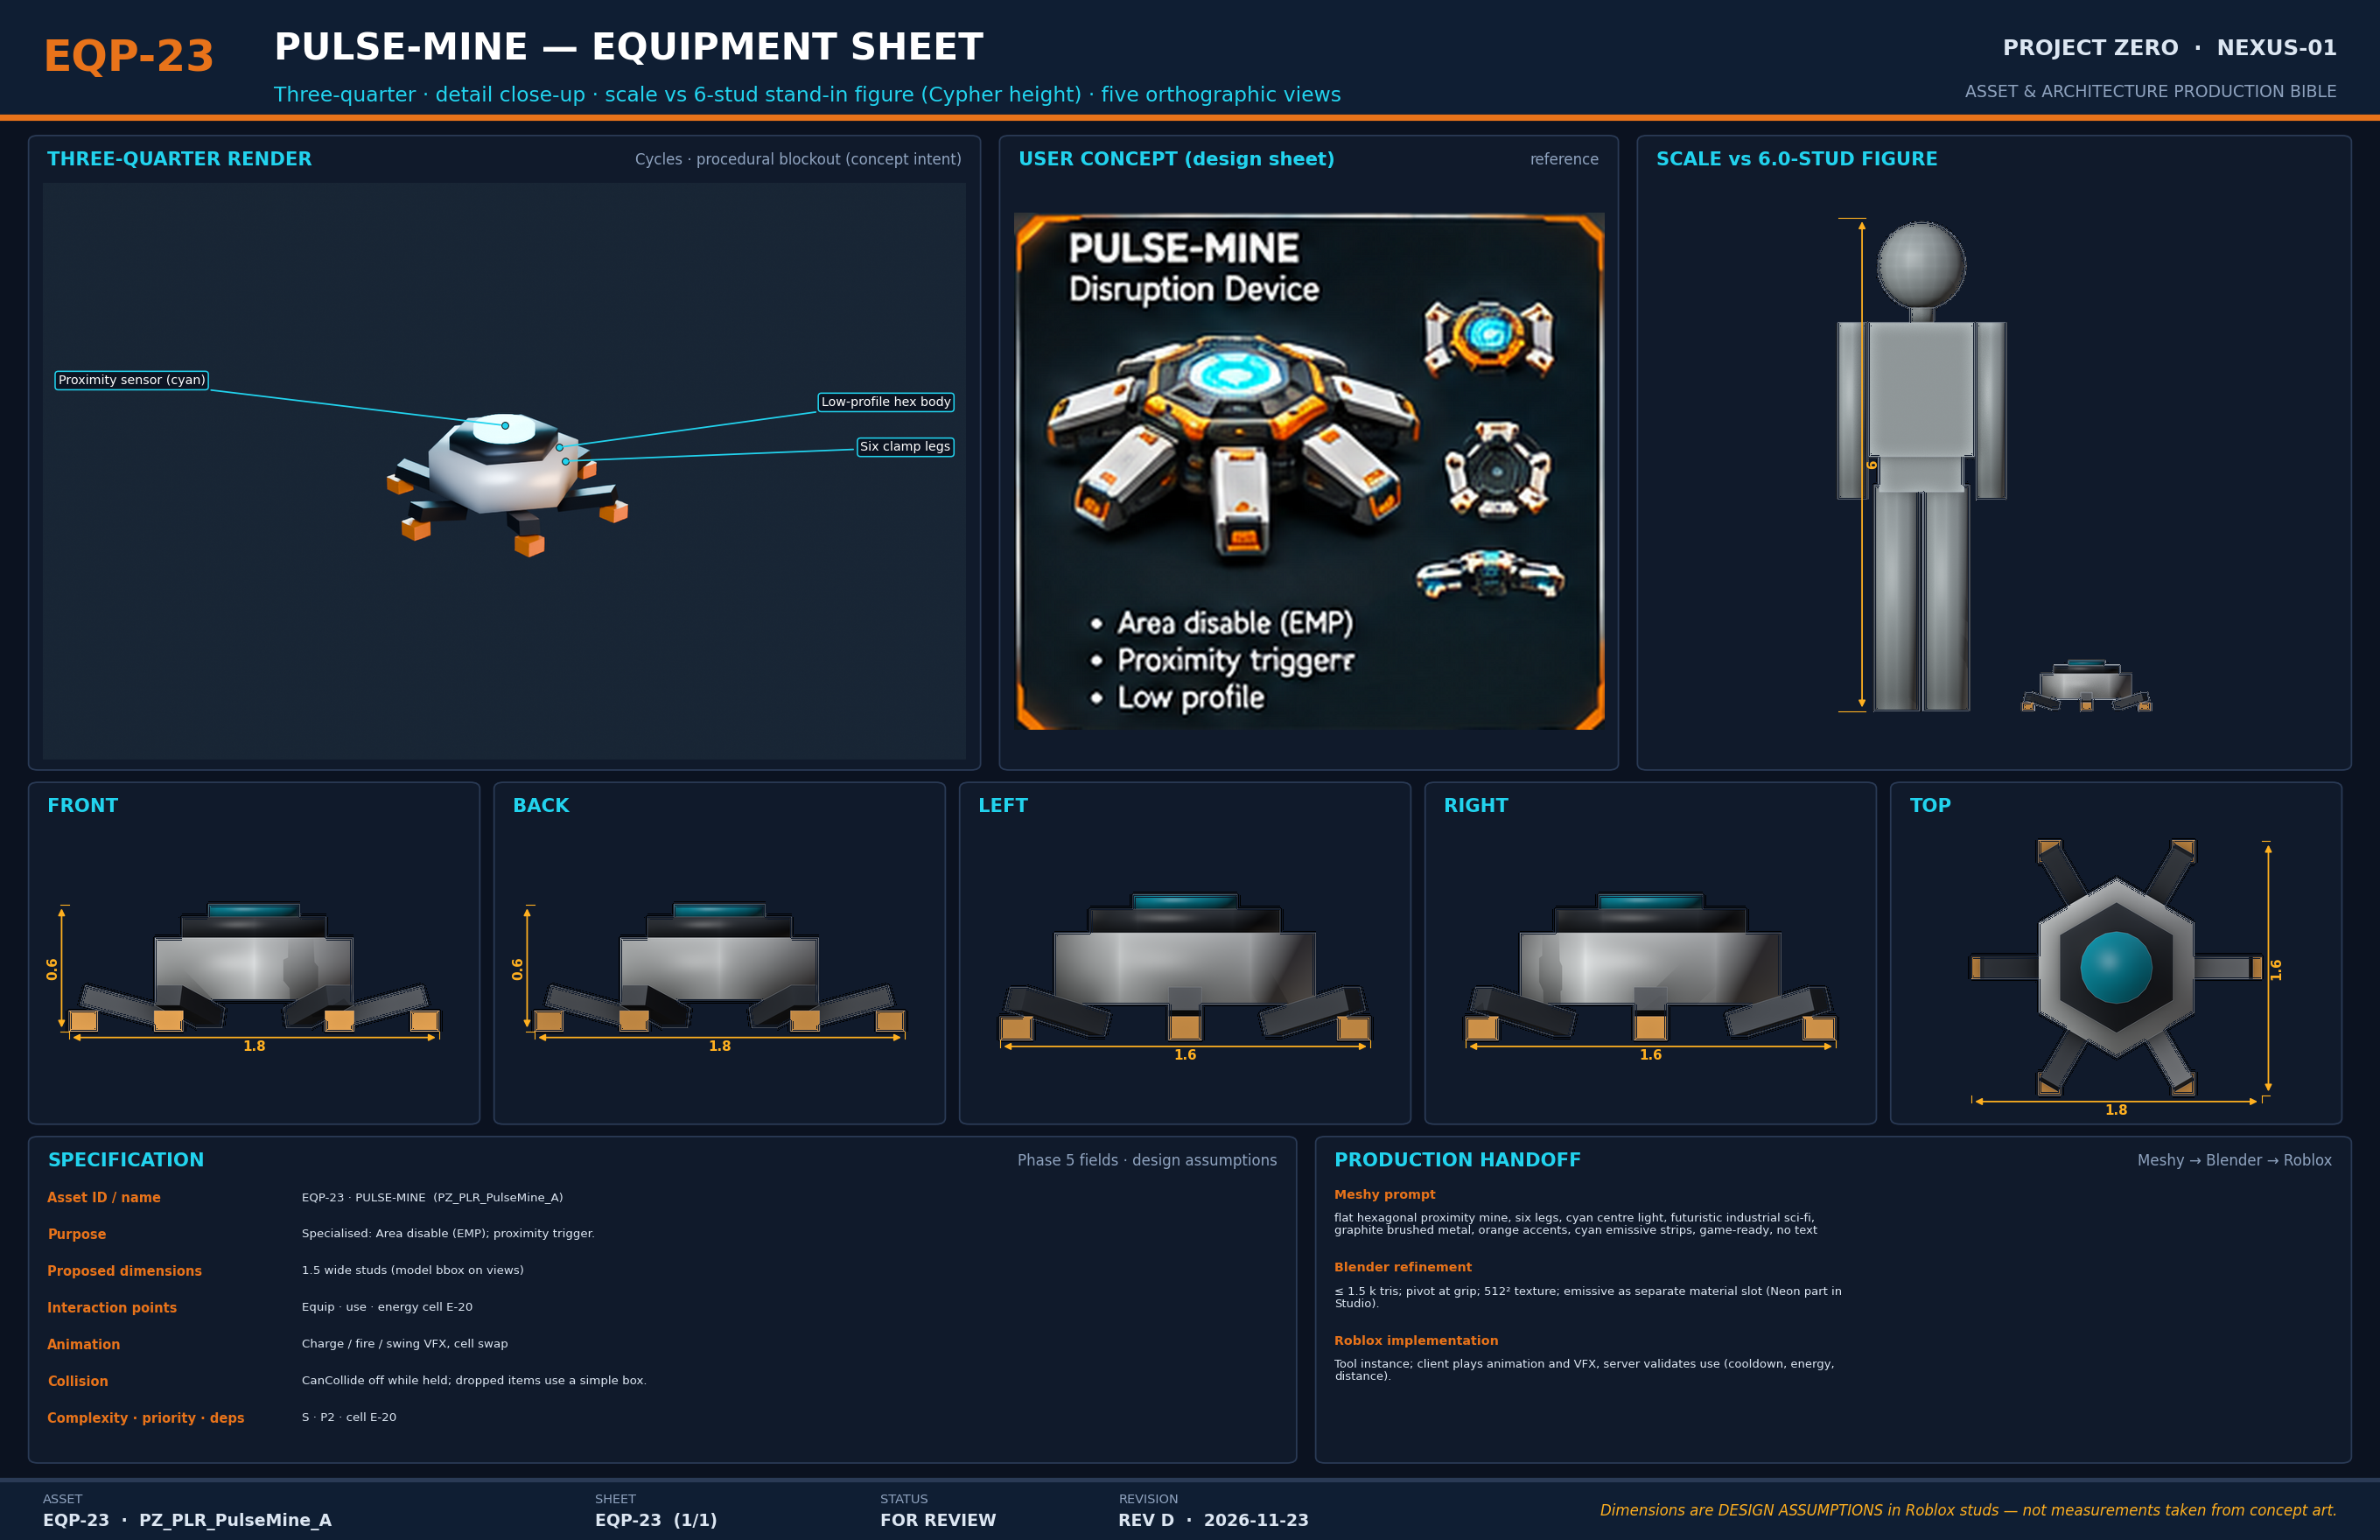 EQP-23
PULSE-MINE — EQUIPMENT SHEET
Three-quarter · detail close-up · scale vs 6-stud stand-in figure (Cypher height) · five orthographic views
PROJECT ZERO · NEXUS-01
ASSET & ARCHITECTURE PRODUCTION BIBLE
THREE-QUARTER RENDER
Cycles · procedural blockout (concept intent)
Proximity sensor (cyan)
Low-profile hex body
Six clamp legs
USER CONCEPT (design sheet)
reference
PULSE-MINE
Disruption Device
• Area disable (EMP)
• Proximity triggerr
• Low profile
SCALE vs 6.0-STUD FIGURE
6
FRONT
0.6
1.8
BACK
0.6
1.8
LEFT
1.6
RIGHT
1.6
TOP
1.6
1.8
SPECIFICATION
Phase 5 fields · design assumptions
Asset ID / name
EQP-23 · PULSE-MINE (PZ_PLR_PulseMine_A)
Purpose
Specialised: Area disable (EMP); proximity trigger.
Proposed dimensions
1.5 wide studs (model bbox on views)
Interaction points
Equip · use · energy cell E-20
Animation
Charge / fire / swing VFX, cell swap
Collision
CanCollide off while held; dropped items use a simple box.
Complexity · priority · deps
S · P2 · cell E-20
PRODUCTION HANDOFF
Meshy → Blender → Roblox
Meshy prompt
flat hexagonal proximity mine, six legs, cyan centre light, futuristic industrial sci-fi,
graphite brushed metal, orange accents, cyan emissive strips, game-ready, no text
Blender refinement
≤ 1.5 k tris; pivot at grip; 512² texture; emissive as separate material slot (Neon part in
Studio).
Roblox implementation
Tool instance; client plays animation and VFX, server validates use (cooldown, energy,
distance).
ASSET
EQP-23 · PZ_PLR_PulseMine_A
SHEET
EQP-23 (1/1)
STATUS
FOR REVIEW
REVISION
REV D · 2026-11-23
Dimensions are DESIGN ASSUMPTIONS in Roblox studs — not measurements taken from concept art.